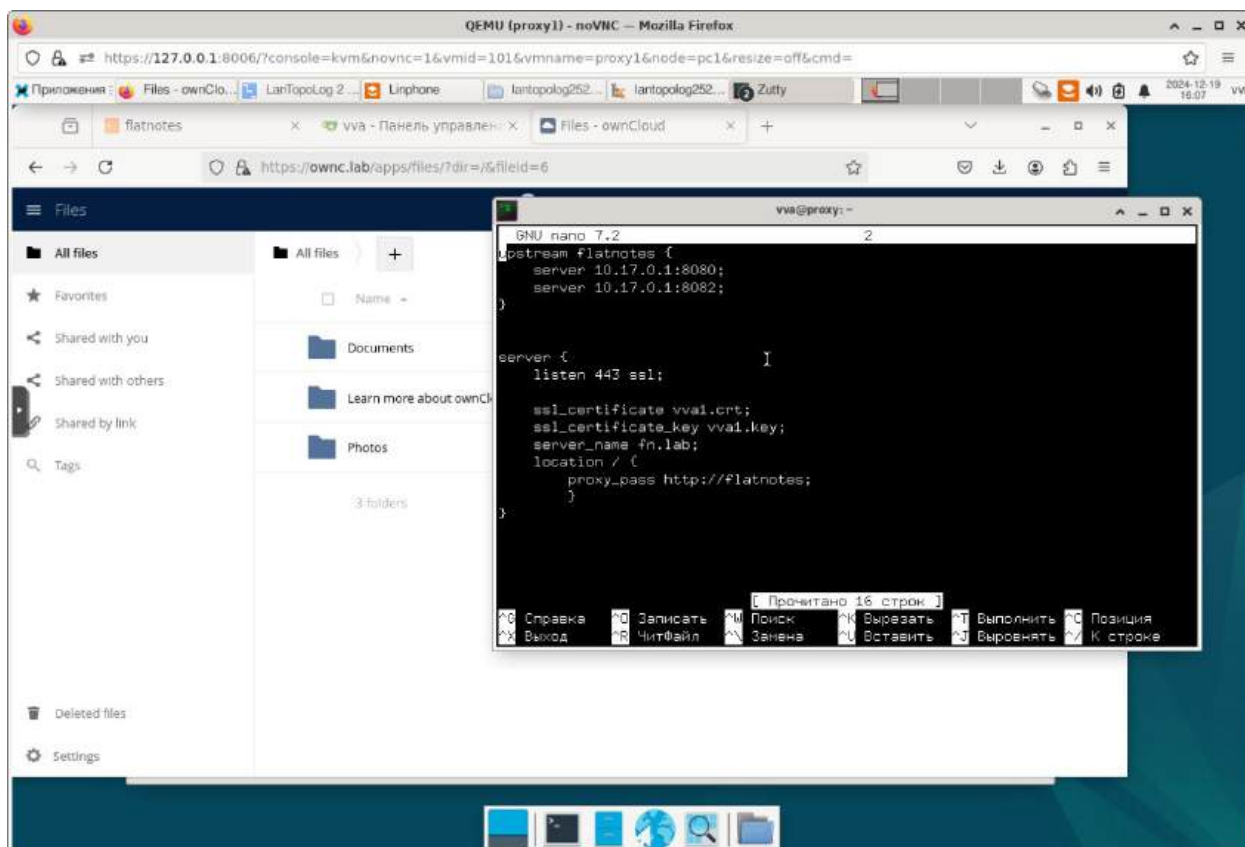 QEMU (proxy1) - noVNC — Mozilla Firefox
https://127.0.0.1:8006/?console=kvm&novnc=1&vmid=101&vmname=proxy1&node=pc1&resize=off&cmd=
Приложения Files - ownClo... LanTopoLog 2 ... Linphone lantopolog252... lantopolog252... Zutty 2024-12-19 16:07 vv
flatnotes vva - Панель управлен Files - ownCloud
https://ownc.lab/apps/files/?dir=/&fileid=6
Files
All files
Favorites
Shared with you
Shared with others
Shared by link
Tags
Deleted files
Settings
All files +
Name
Documents
Learn more about ownCl
Photos
3 folders
vva@proxy: ~
GNU nano 7.2 2
upstream flatnotes {
server 10.17.0.1:8080;
server 10.17.0.1:8082;
}
server {
listen 443 ssl;
ssl_certificate vva1.crt;
ssl_certificate_key vva1.key;
server_name fn.lab;
location / {
proxy_pass http://flatnotes;
}
}
[ Прочитано 16 строк ]
^G Справка ^O Записать ^W Поиск ^K Вырезать ^T Выполнить ^C Позиция
^X Выход ^R ЧитФайл ^\ Замена ^U Вставить ^J Выровнять ^/ К строке